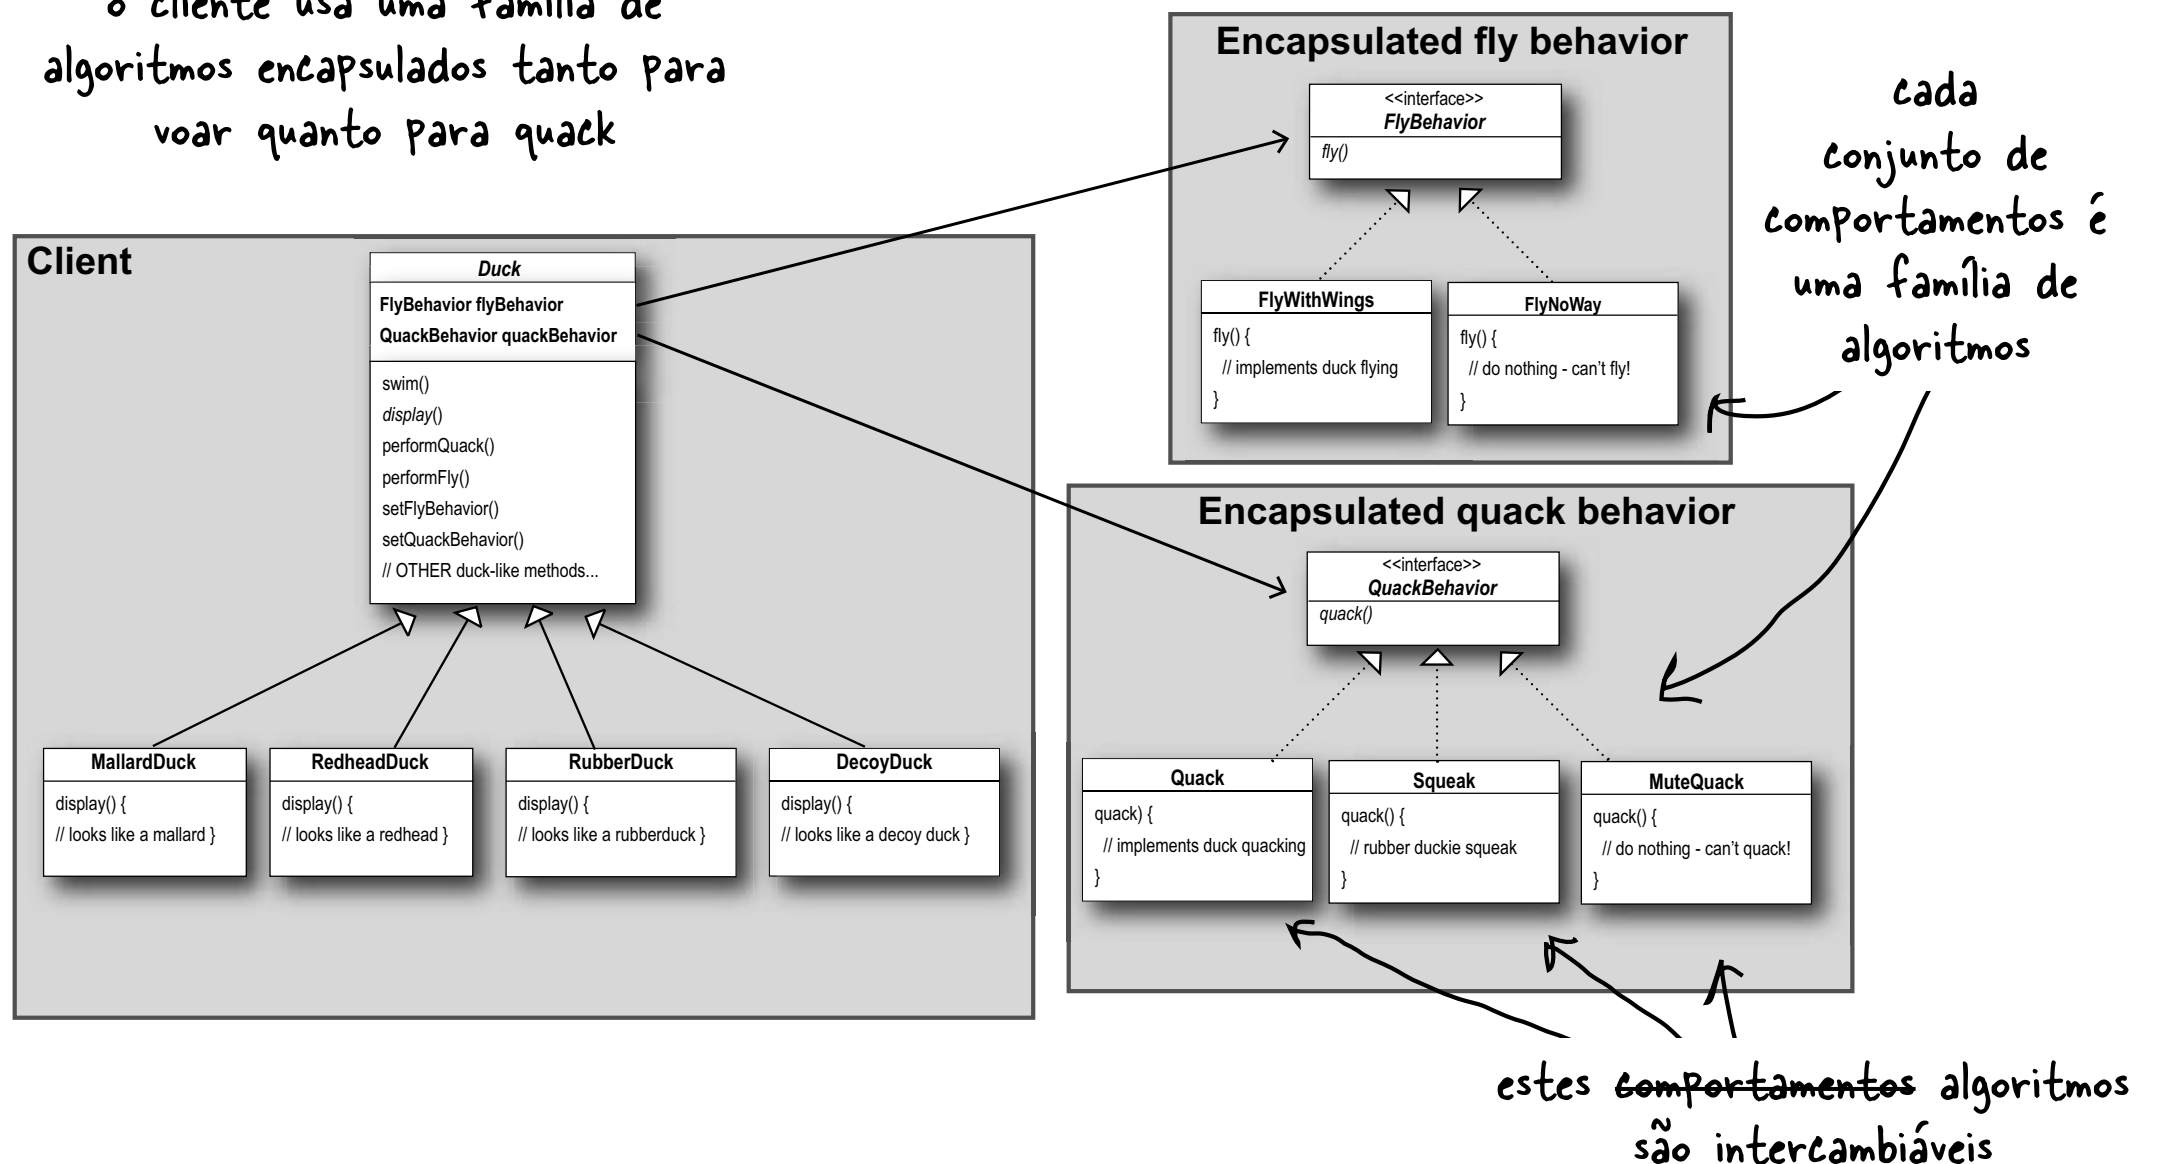 o cliente usa uma família de
algoritmos encapsulados tanto para
voar quanto para quack
Encapsulated fly behavior
<<interface>>
FlyBehavior
fly()
FlyWithWings
fly() {
// implements duck flying
}
FlyNoWay
fly() {
// do nothing - can't fly!
}
cada
conjunto de
comportamentos é
uma família de
algoritmos
Client
Duck
FlyBehavior flyBehavior
QuackBehavior quackBehavior
swim()
display()
performQuack()
performFly()
setFlyBehavior()
setQuackBehavior()
// OTHER duck-like methods...
MallardDuck
display() {
// looks like a mallard }
RedheadDuck
display() {
// looks like a redhead }
RubberDuck
display() {
// looks like a rubberduck }
DecoyDuck
display() {
// looks like a decoy duck }
Encapsulated quack behavior
<<interface>>
QuackBehavior
quack()
Quack
quack) {
// implements duck quacking
}
Squeak
quack() {
// rubber duckie squeak
}
MuteQuack
quack() {
// do nothing - can't quack!
}
estes comportamentos algoritmos
são intercambiáveis